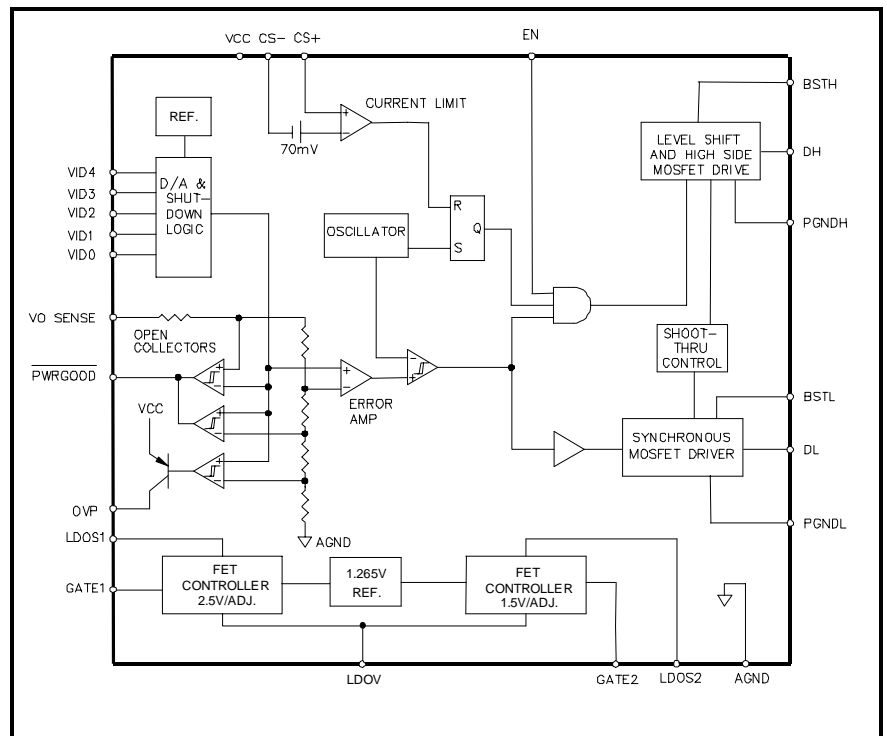 VCC CS- CS+
EN
BSTH
REF.
CURRENT LIMIT
+
-
70mV
LEVEL SHIFT
AND HIGH SIDE
MOSFET DRIVE
DH
VID4
VID3
VID2
VID1
VID0
D/A &
SHUT-
DOWN
LOGIC
R
Q
S
OSCILLATOR
PGNDH
VO SENSE
OPEN
COLLECTORS
SHOOT-
THRU
CONTROL
PWRGOOD
+
-
+
-
-
+
ERROR
AMP
BSTL
VCC
+
-
SYNCHRONOUS
MOSFET DRIVER
DL
+
-
OVP
PGNDL
LDOS1
AGND
FET
CONTROLLER
2.5V/ADJ.
1.265V
REF.
FET
CONTROLLER
1.5V/ADJ.
GATE1
LDOV
GATE2
LDOS2
AGND